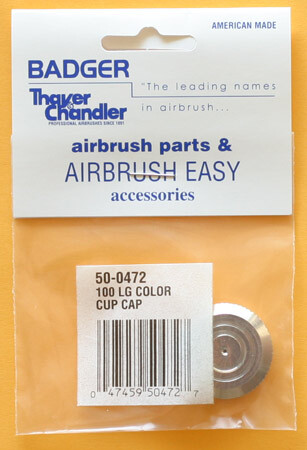 AMERICAN MADE
BADGER
Thayer &
Chandler
PROFESSIONAL AIRBRUSHES SINCE 1891
"The leading names
in airbrush...
airbrush parts &
AIRBRUSH EASY
accessories
50-0472
100 LG COLOR
CUP CAP
0 47459 50472 7